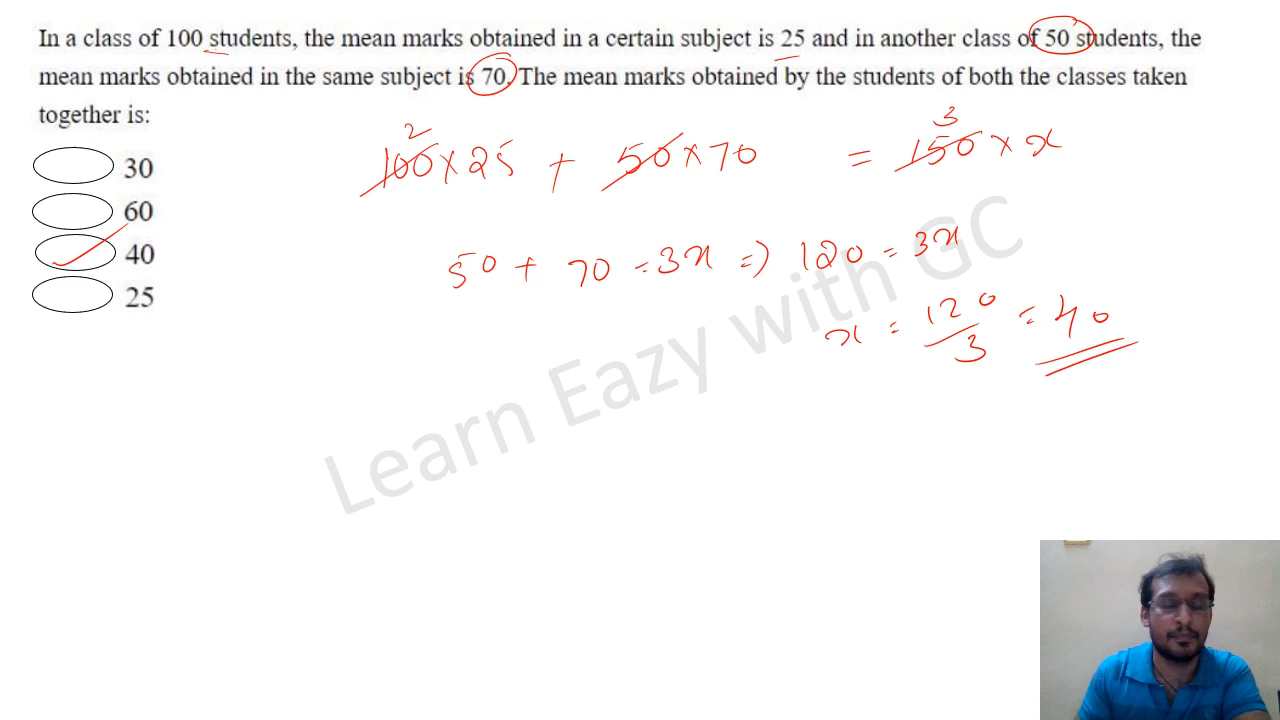 In a class of 100 students, the mean marks obtained in a certain subject is 25 and in another class of 50 students, the
mean marks obtained in the same subject is 70. The mean marks obtained by the students of both the classes taken
together is:
30
60
40
25
2
3
100 × 25 + 50 × 70 = 150 × x
50 + 70 = 3x => 120 = 3x
x = 120/3 = 40
Learn Eazy with GC